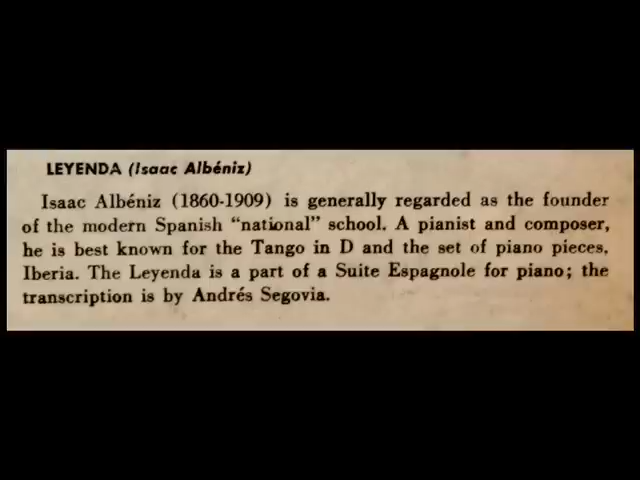 LEYENDA (Isaac Albéniz)
Isaac Albéniz (1860-1909) is generally regarded as the founder
of the modern Spanish “national” school. A pianist and composer,
he is best known for the Tango in D and the set of piano pieces,
Iberia. The Leyenda is a part of a Suite Espagnole for piano; the
transcription is by Andrés Segovia.